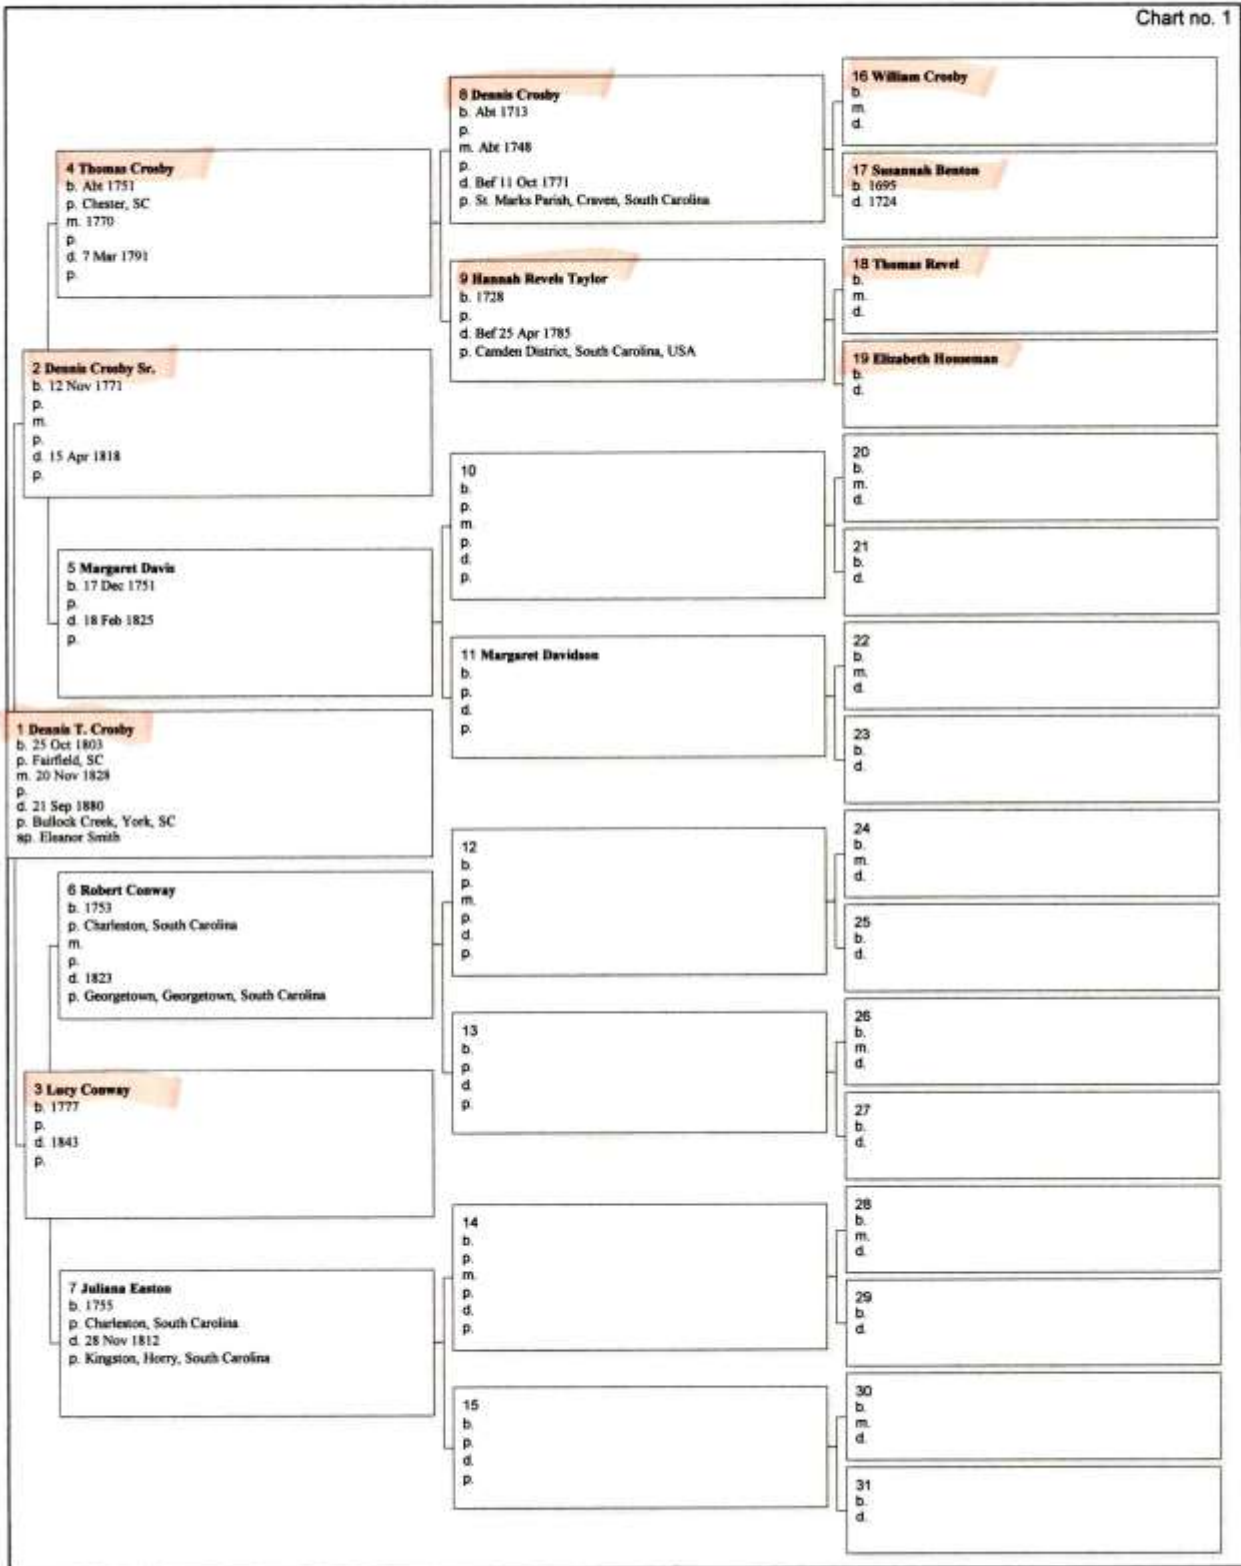 Chart no. 1
16 William Crosby
b.
m.
d.
8 Dennis Crosby
b. Abt 1713
p.
m. Abt 1748
p.
d. Bef 11 Oct 1771
p. St. Marks Parish, Craven, South Carolina
4 Thomas Crosby
b. Abt 1751
p. Chester, SC
m. 1770
p.
d. 7 Mar 1791
p.
17 Susannah Benton
b. 1695
d. 1724
18 Thomas Revel
b.
m.
d.
9 Hannah Revels Taylor
b. 1728
p.
d. Bef 25 Apr 1785
p. Camden District, South Carolina, USA
19 Elizabeth Honseman
b.
d.
2 Dennis Crosby Sr.
b. 12 Nov 1771
p.
m.
p.
d. 15 Apr 1818
p.
20
b.
m.
d.
10
b.
p.
m.
p.
d.
p.
21
b.
d.
5 Margaret Davis
b. 17 Dec 1751
p.
d. 18 Feb 1825
p.
22
b.
m.
d.
11 Margaret Davidson
b.
p.
d.
p.
23
b.
d.
1 Dennis T. Crosby
b. 25 Oct 1803
p. Fairfield, SC
m. 20 Nov 1828
p.
d. 21 Sep 1880
p. Bullock Creek, York, SC
sp. Eleanor Smith
24
b.
m.
d.
12
b.
p.
m.
p.
d.
p.
25
b.
d.
6 Robert Conway
b. 1753
p. Charleston, South Carolina
m.
p.
d. 1823
p. Georgetown, Georgetown, South Carolina
26
b.
m.
d.
13
b.
p.
d.
p.
27
b.
d.
3 Lucy Conway
b. 1777
p.
d. 1843
p.
28
b.
m.
d.
14
b.
p.
m.
p.
d.
p.
29
b.
d.
7 Juliana Easton
b. 1755
p. Charleston, South Carolina
d. 28 Nov 1812
p. Kingston, Horry, South Carolina
30
b.
m.
d.
15
b.
p.
d.
p.
31
b.
d.